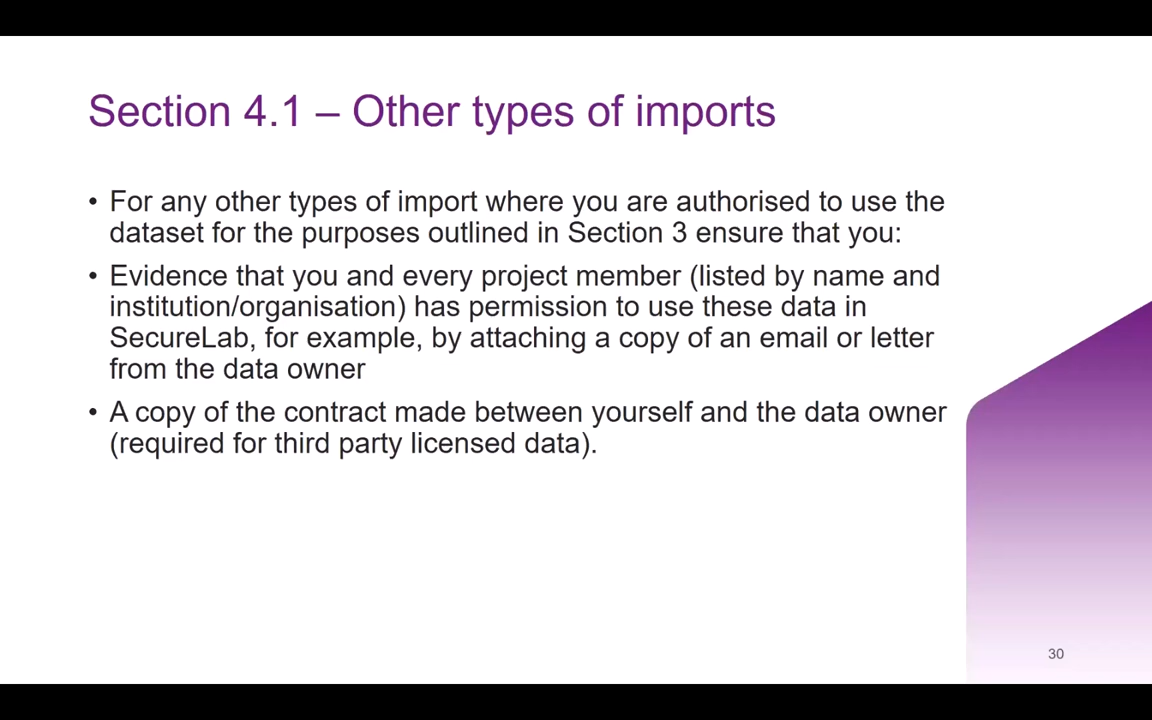 Section 4.1 – Other types of imports
• For any other types of import where you are authorised to use the
dataset for the purposes outlined in Section 3 ensure that you:
• Evidence that you and every project member (listed by name and
institution/organisation) has permission to use these data in
SecureLab, for example, by attaching a copy of an email or letter
from the data owner
• A copy of the contract made between yourself and the data owner
(required for third party licensed data).
30